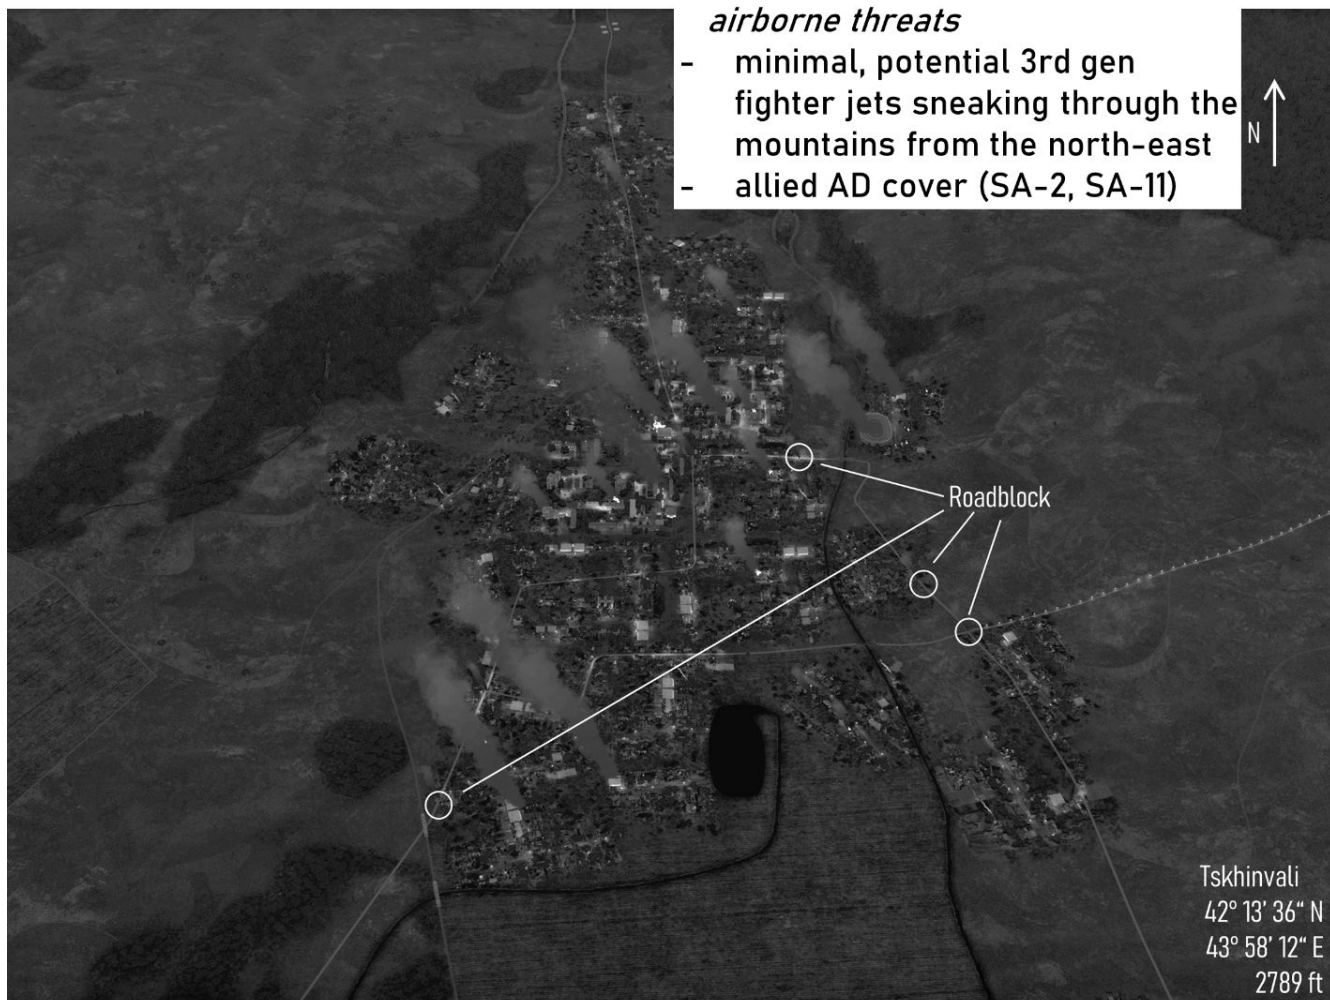 airborne threats
- minimal, potential 3rd gen
fighter jets sneaking through the
mountains from the north-east
- allied AD cover (SA-2, SA-11)
N
Roadblock
Tskhinvali
42° 13' 36“ N
43° 58' 12“ E
2789 ft